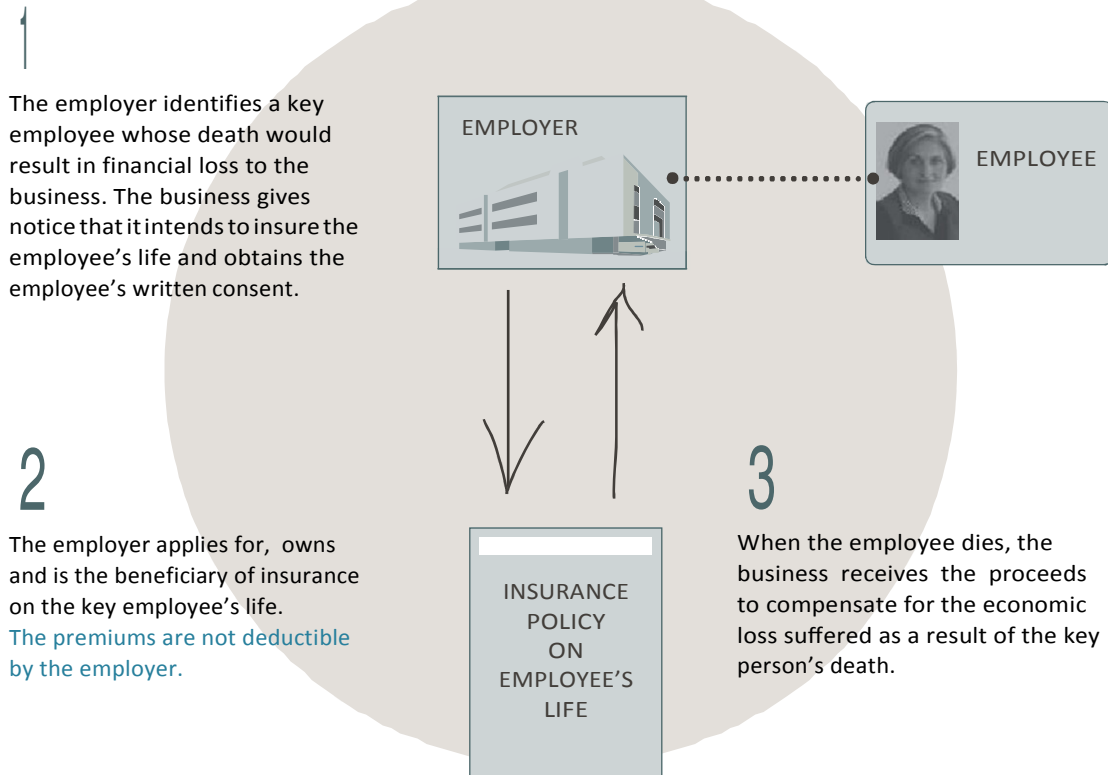 1
The employer identifies a key
employee whose death would
result in financial loss to the
business. The business gives
notice that it intends to insure the
employee’s life and obtains the
employee’s written consent.
EMPLOYER
EMPLOYEE
2
The employer applies for, owns
and is the beneficiary of insurance
on the key employee’s life.
The premiums are not deductible
by the employer.
INSURANCE
POLICY
ON
EMPLOYEE’S
LIFE
3
When the employee dies, the
business receives the proceeds
to compensate for the economic
loss suffered as a result of the key
person’s death.